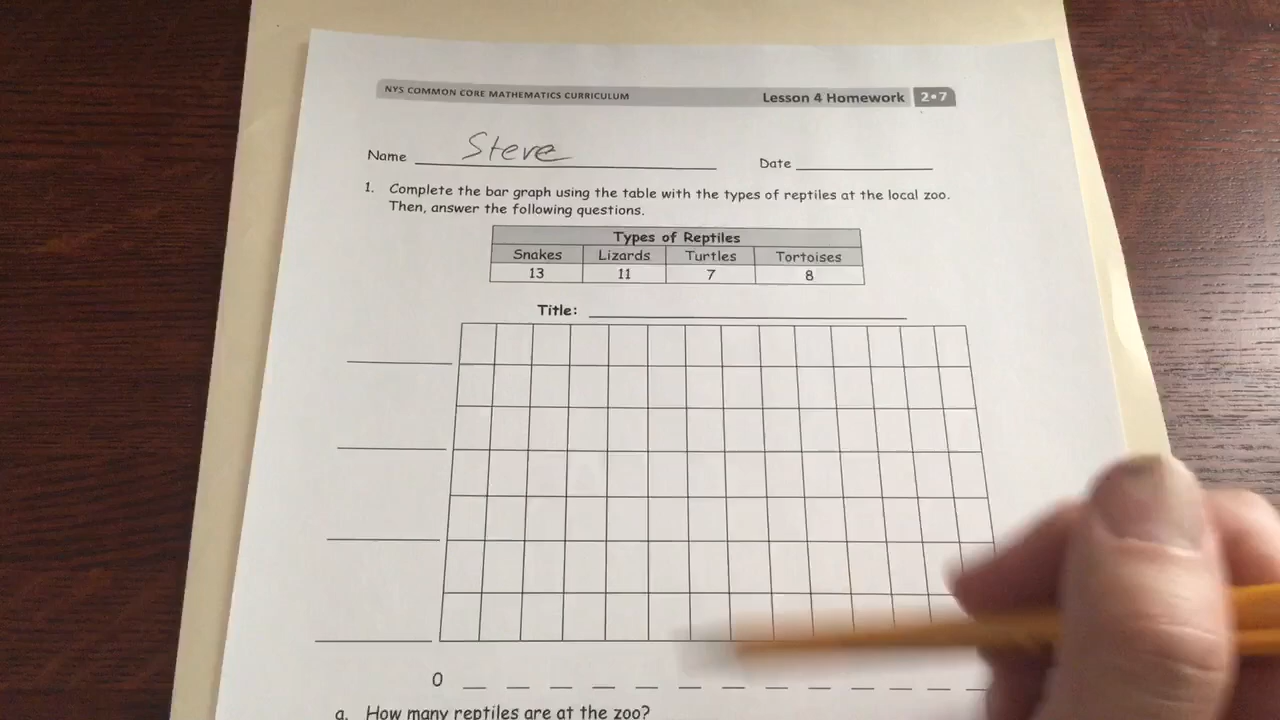 NYS COMMON CORE MATHEMATICS CURRICULUM Lesson 4 Homework 2•7
Name Steve Date
1. Complete the bar graph using the table with the types of reptiles at the local zoo.
Then, answer the following questions.
Types of Reptiles
Snakes Lizards Turtles Tortoises
13 11 7 8
Title:
0
a. How many reptiles are at the zoo?